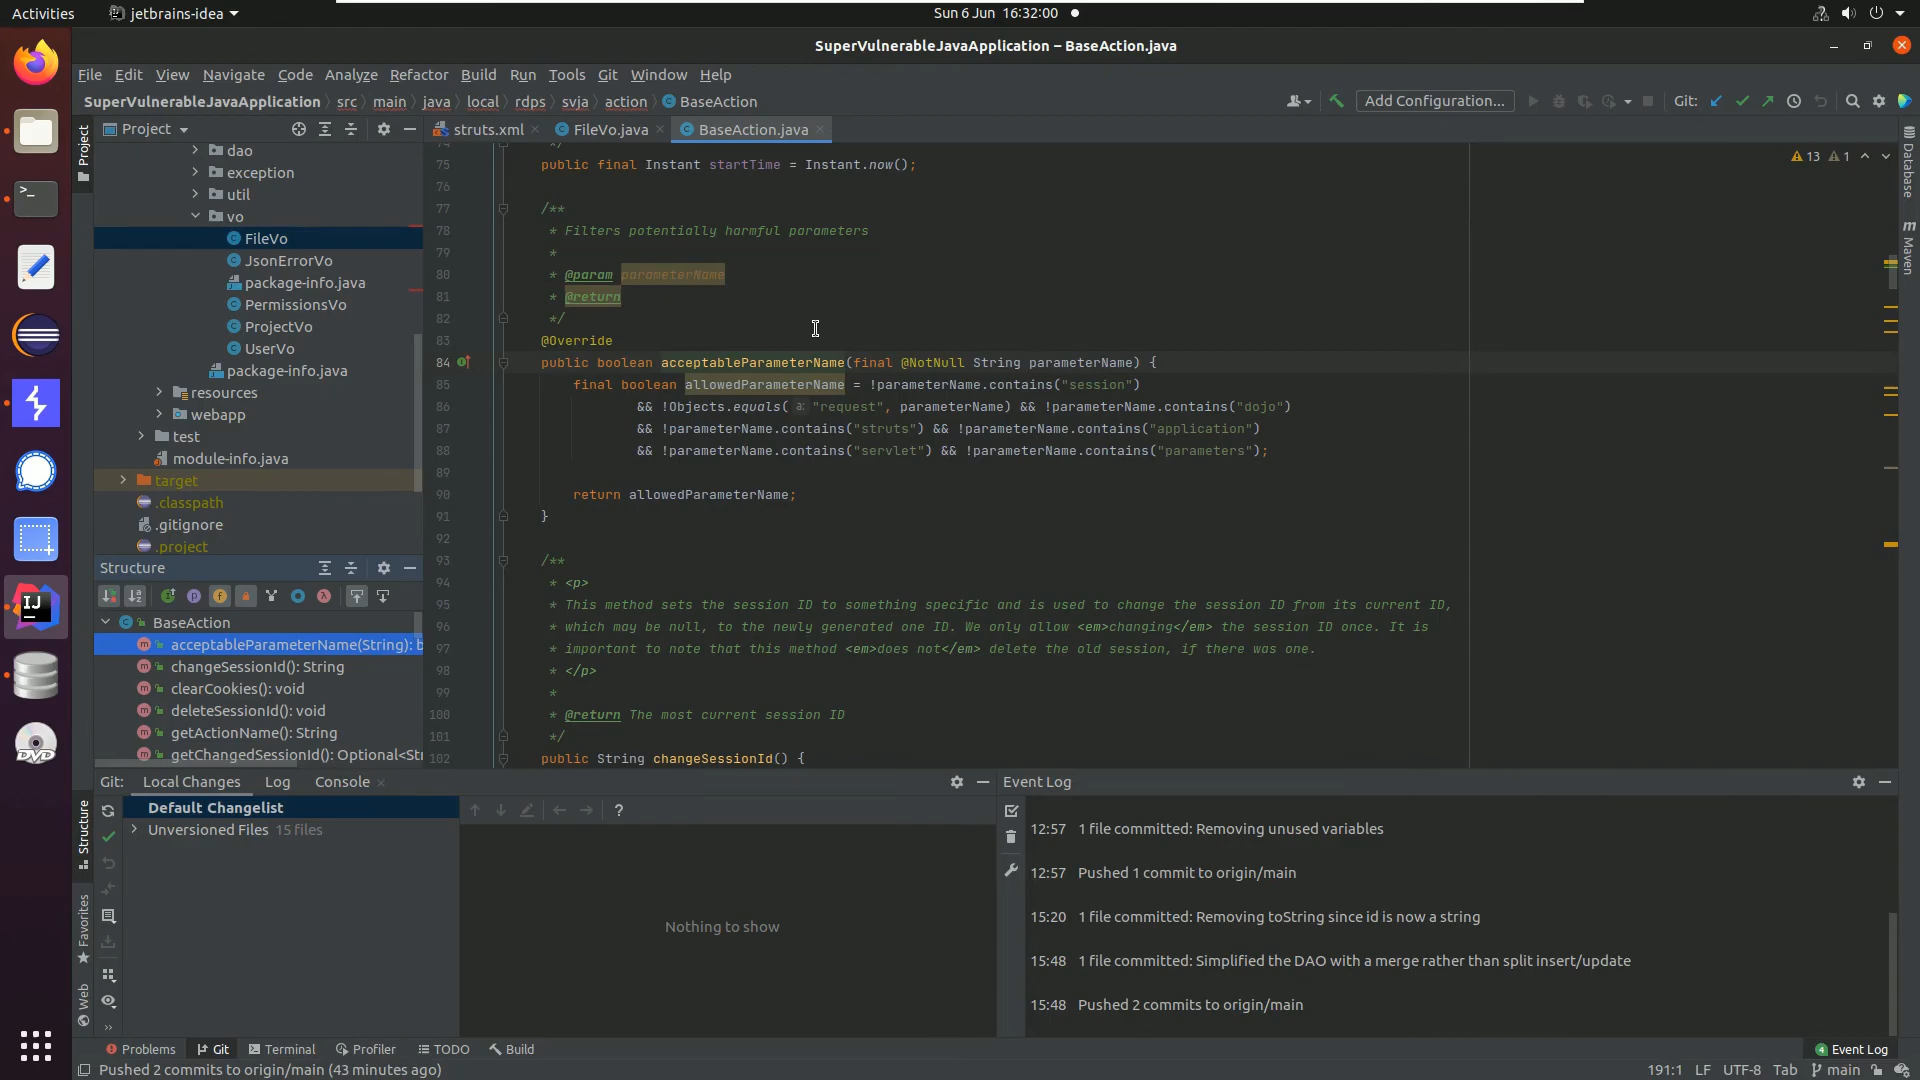 Activities
jetbrains-idea
Sun 6 Jun 16:32:00
SuperVulnerableJavaApplication – BaseAction.java
File Edit View Navigate Code Analyze Refactor Build Run Tools Git Window Help
SuperVulnerableJavaApplication src main java local rdps svja action BaseAction
Add Configuration...
Git:
Project
struts.xml
FileVo.java
BaseAction.java
Project
dao
exception
util
vo
FileVo
JsonErrorVo
package-info.java
PermissionsVo
ProjectVo
UserVo
package-info.java
resources
webapp
test
module-info.java
target
.classpath
.gitignore
.project
13 1
75 public final Instant startTime = Instant.now();
76
77 /**
78 * Filters potentially harmful parameters
79 *
80 * @param parameterName
81 * @return
82 */
83 @Override
84 public boolean acceptableParameterName(final @NotNull String parameterName) {
85 final boolean allowedParameterName = !parameterName.contains("session")
86 && !Objects.equals( a: "request", parameterName) && !parameterName.contains("dojo")
87 && !parameterName.contains("struts") && !parameterName.contains("application")
88 && !parameterName.contains("servlet") && !parameterName.contains("parameters");
89
90 return allowedParameterName;
91 }
92
93 /**
94 * <p>
95 * This method sets the session ID to something specific and is used to change the session ID from its current ID,
96 * which may be null, to the newly generated one ID. We only allow <em>changing</em> the session ID once. It is
97 * important to note that this method <em>does not</em> delete the old session, if there was one.
98 * </p>
99 *
100 * @return The most current session ID
101 */
102 public String changeSessionId() {
Database
Maven
Structure
BaseAction
acceptableParameterName(String): b
changeSessionId(): String
clearCookies(): void
deleteSessionId(): void
getActionName(): String
getChangedSessionId(): Optional<Str
Structure
Favorites
Web
Git: Local Changes Log Console
Default Changelist
Unversioned Files 15 files
Nothing to show
Event Log
12:57 1 file committed: Removing unused variables
12:57 Pushed 1 commit to origin/main
15:20 1 file committed: Removing toString since id is now a string
15:48 1 file committed: Simplified the DAO with a merge rather than split insert/update
15:48 Pushed 2 commits to origin/main
Problems Git Terminal Profiler TODO Build
4 Event Log
Pushed 2 commits to origin/main (43 minutes ago)
191:1 LF UTF-8 Tab main